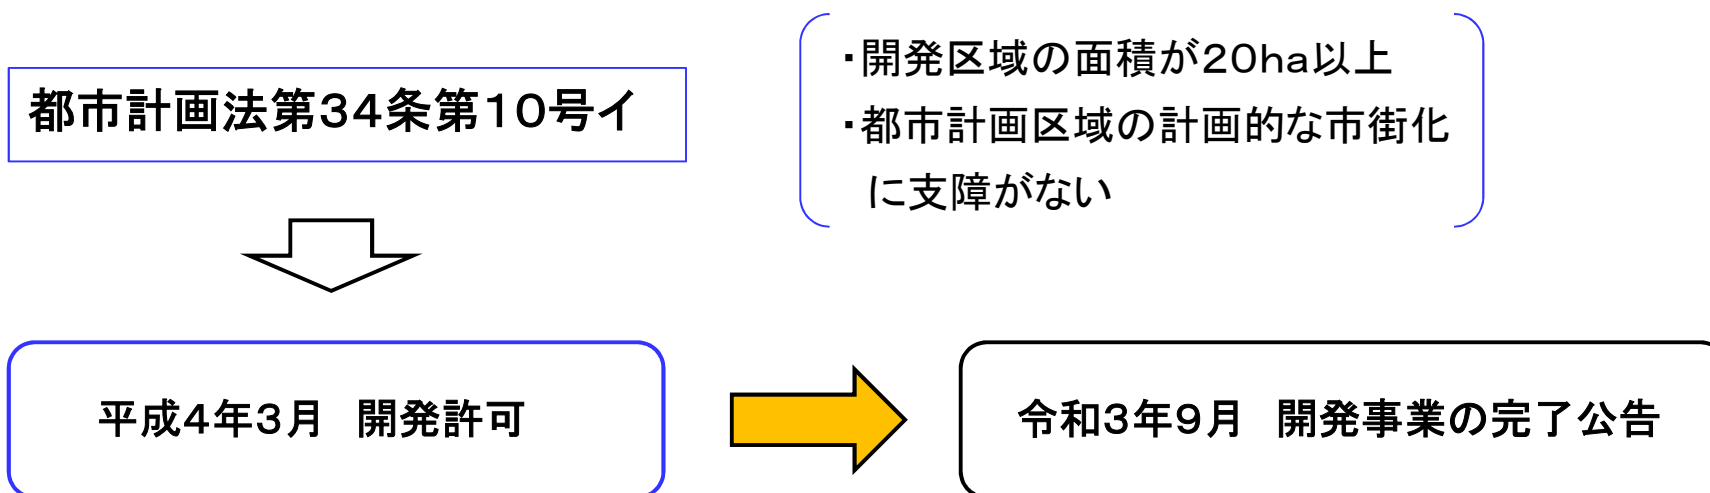 都市計画法第34条第10号イ
・開発区域の面積が20ha以上
・都市計画区域の計画的な市街化
に支障がない
平成4年3月　開発許可
令和3年9月　開発事業の完了公告